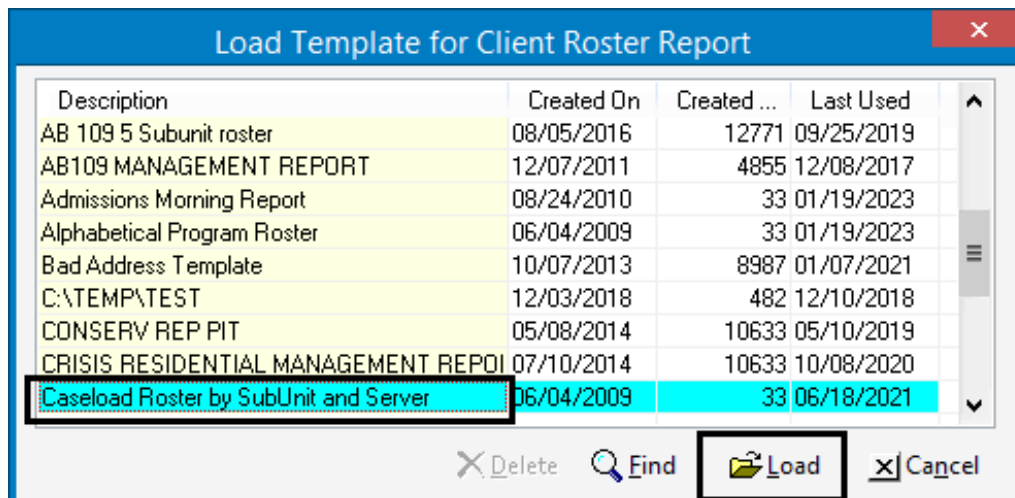 Load Template for Client Roster Report
Description Created On Created ... Last Used
AB 109 5 Subunit roster 08/05/2016 12771 09/25/2019
AB109 MANAGEMENT REPORT 12/07/2011 4855 12/08/2017
Admissions Morning Report 08/24/2010 33 01/19/2023
Alphabetical Program Roster 06/04/2009 33 01/19/2023
Bad Address Template 10/07/2013 8987 01/07/2021
C:\TEMP\TEST 12/03/2018 482 12/10/2018
CONSERV REP PIT 05/08/2014 10633 05/10/2019
CRISIS RESIDENTIAL MANAGEMENT REPOI 07/10/2014 10633 10/08/2020
Caseload Roster by SubUnit and Server 06/04/2009 33 06/18/2021
Delete Find Load Cancel